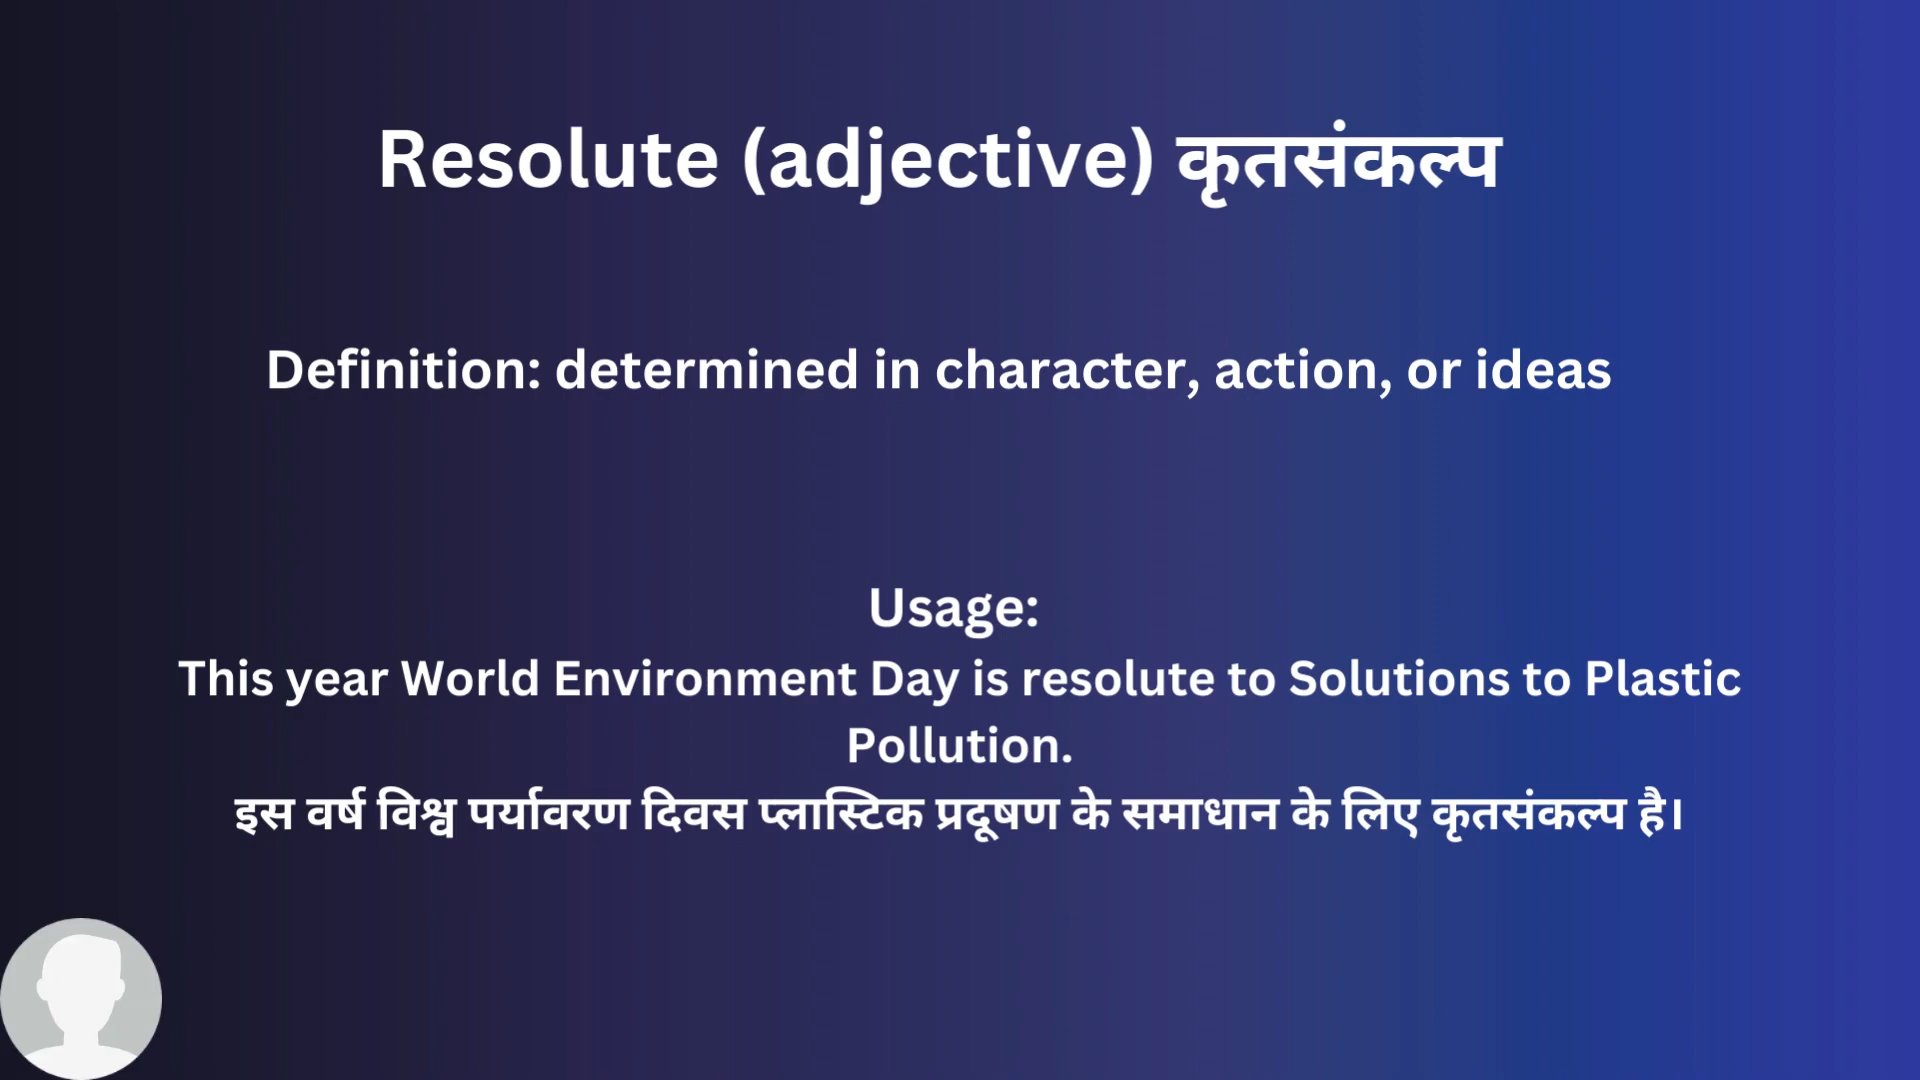 Resolute (adjective) कृतसंकल्प
Definition: determined in character, action, or ideas
Usage:
This year World Environment Day is resolute to Solutions to Plastic
Pollution.
इस वर्ष विश्व पर्यावरण दिवस प्लास्टिक प्रदूषण के समाधान के लिए कृतसंकल्प है।